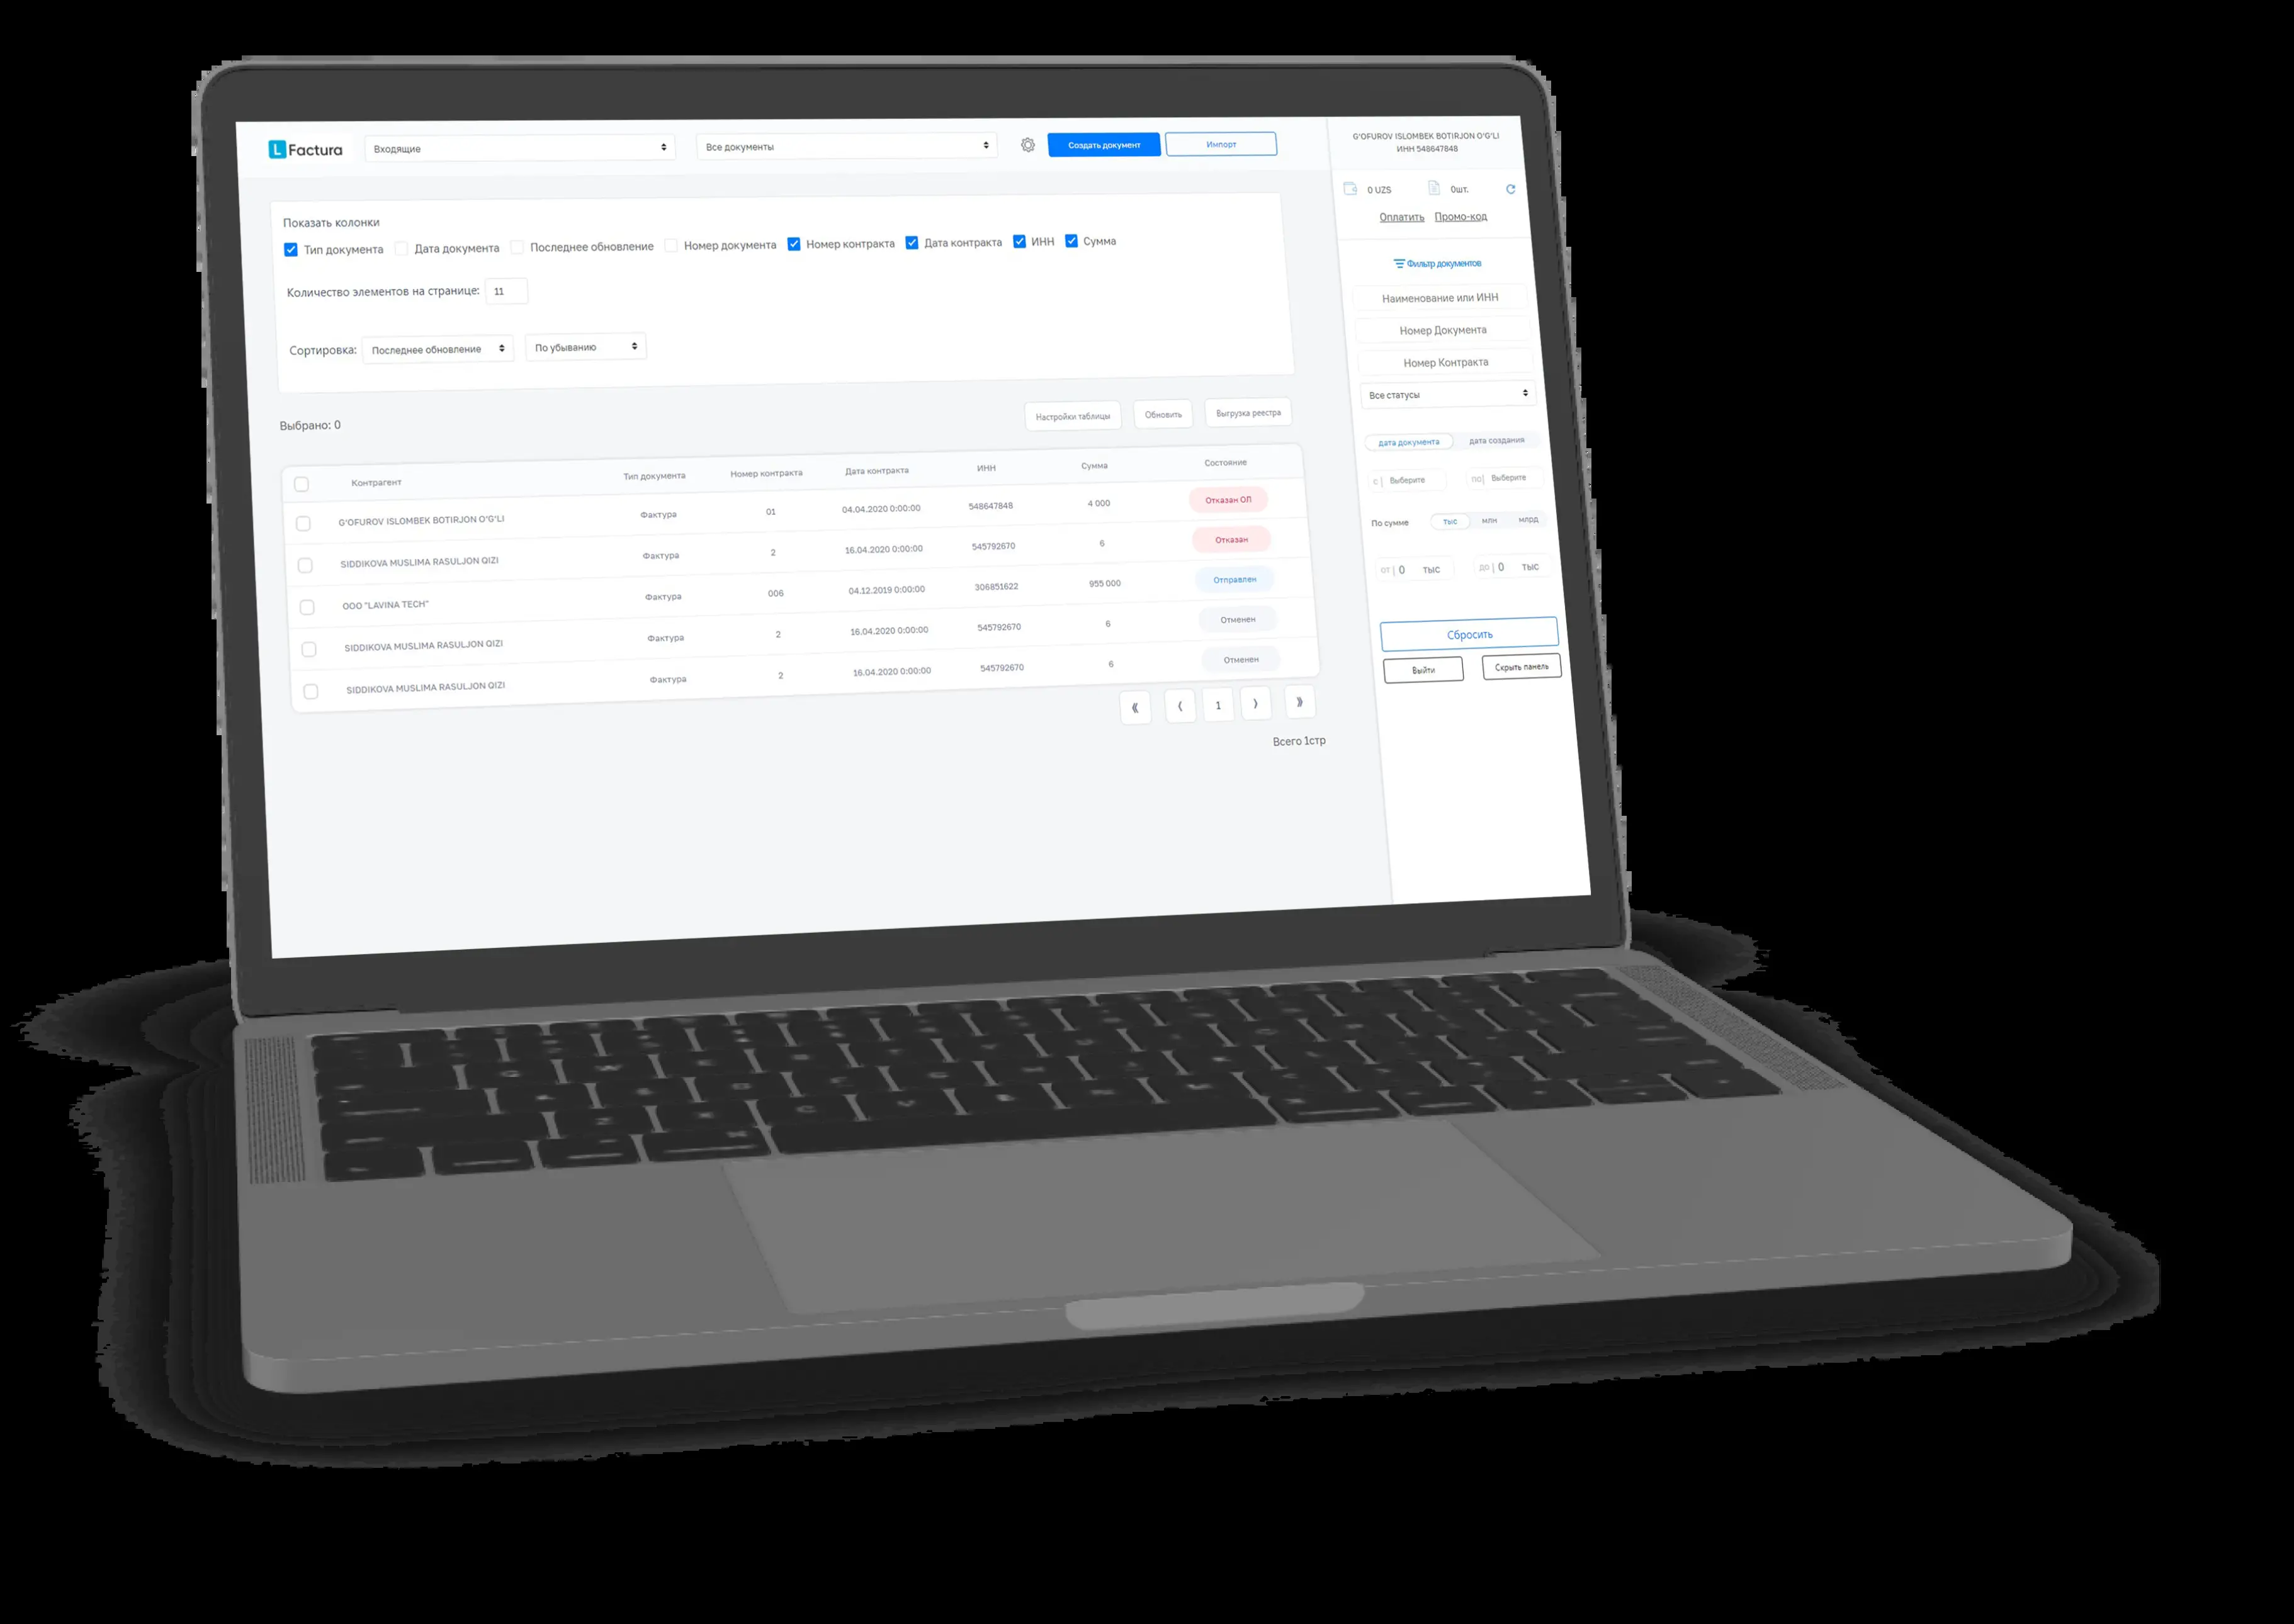 L Factura Входящие Все документы Создать документ Импорт
Показать колонки
Тип документа Дата документа Последнее обновление Номер документа Номер контракта Дата контракта ИНН Сумма
Количество элементов на странице: 11
Сортировка: Последнее обновление По убыванию
Выбрано: 0 Настройки таблицы Обновить Выгрузка реестра
Контрагент Тип документа Номер контракта Дата контракта ИНН Сумма Состояние
G'OFUROV ISLOMBEK BOTIRJON O'G'LI Фактура 01 04.04.2020 0:00:00 548647848 4 000 Отказан ОЛ
SIDDIKOVA MUSLIMA RASULJON QIZI Фактура 2 16.04.2020 0:00:00 545792670 6 Отказан
ООО "LAVINA TECH" Фактура 006 04.12.2019 0:00:00 306851622 955 000 Отправлен
SIDDIKOVA MUSLIMA RASULJON QIZI Фактура 2 16.04.2020 0:00:00 545792670 6 Отменен
SIDDIKOVA MUSLIMA RASULJON QIZI Фактура 2 16.04.2020 0:00:00 545792670 6 Отменен
⟪ ⟨ 1 ⟩ ⟫
Всего 1стр
G'OFUROV ISLOMBEK BOTIRJON O'G'LI
ИНН 548647848
0 UZS 0шт.
Оплатить Промо-код
Фильтр документов
Наименование или ИНН
Номер Документа
Номер Контракта
Все статусы
дата документа дата создания
с | Выберите по| Выберите
По сумме тыс млн млрд
от | 0 тыс до | 0 тыс
Сбросить
Выйти Скрыть панель